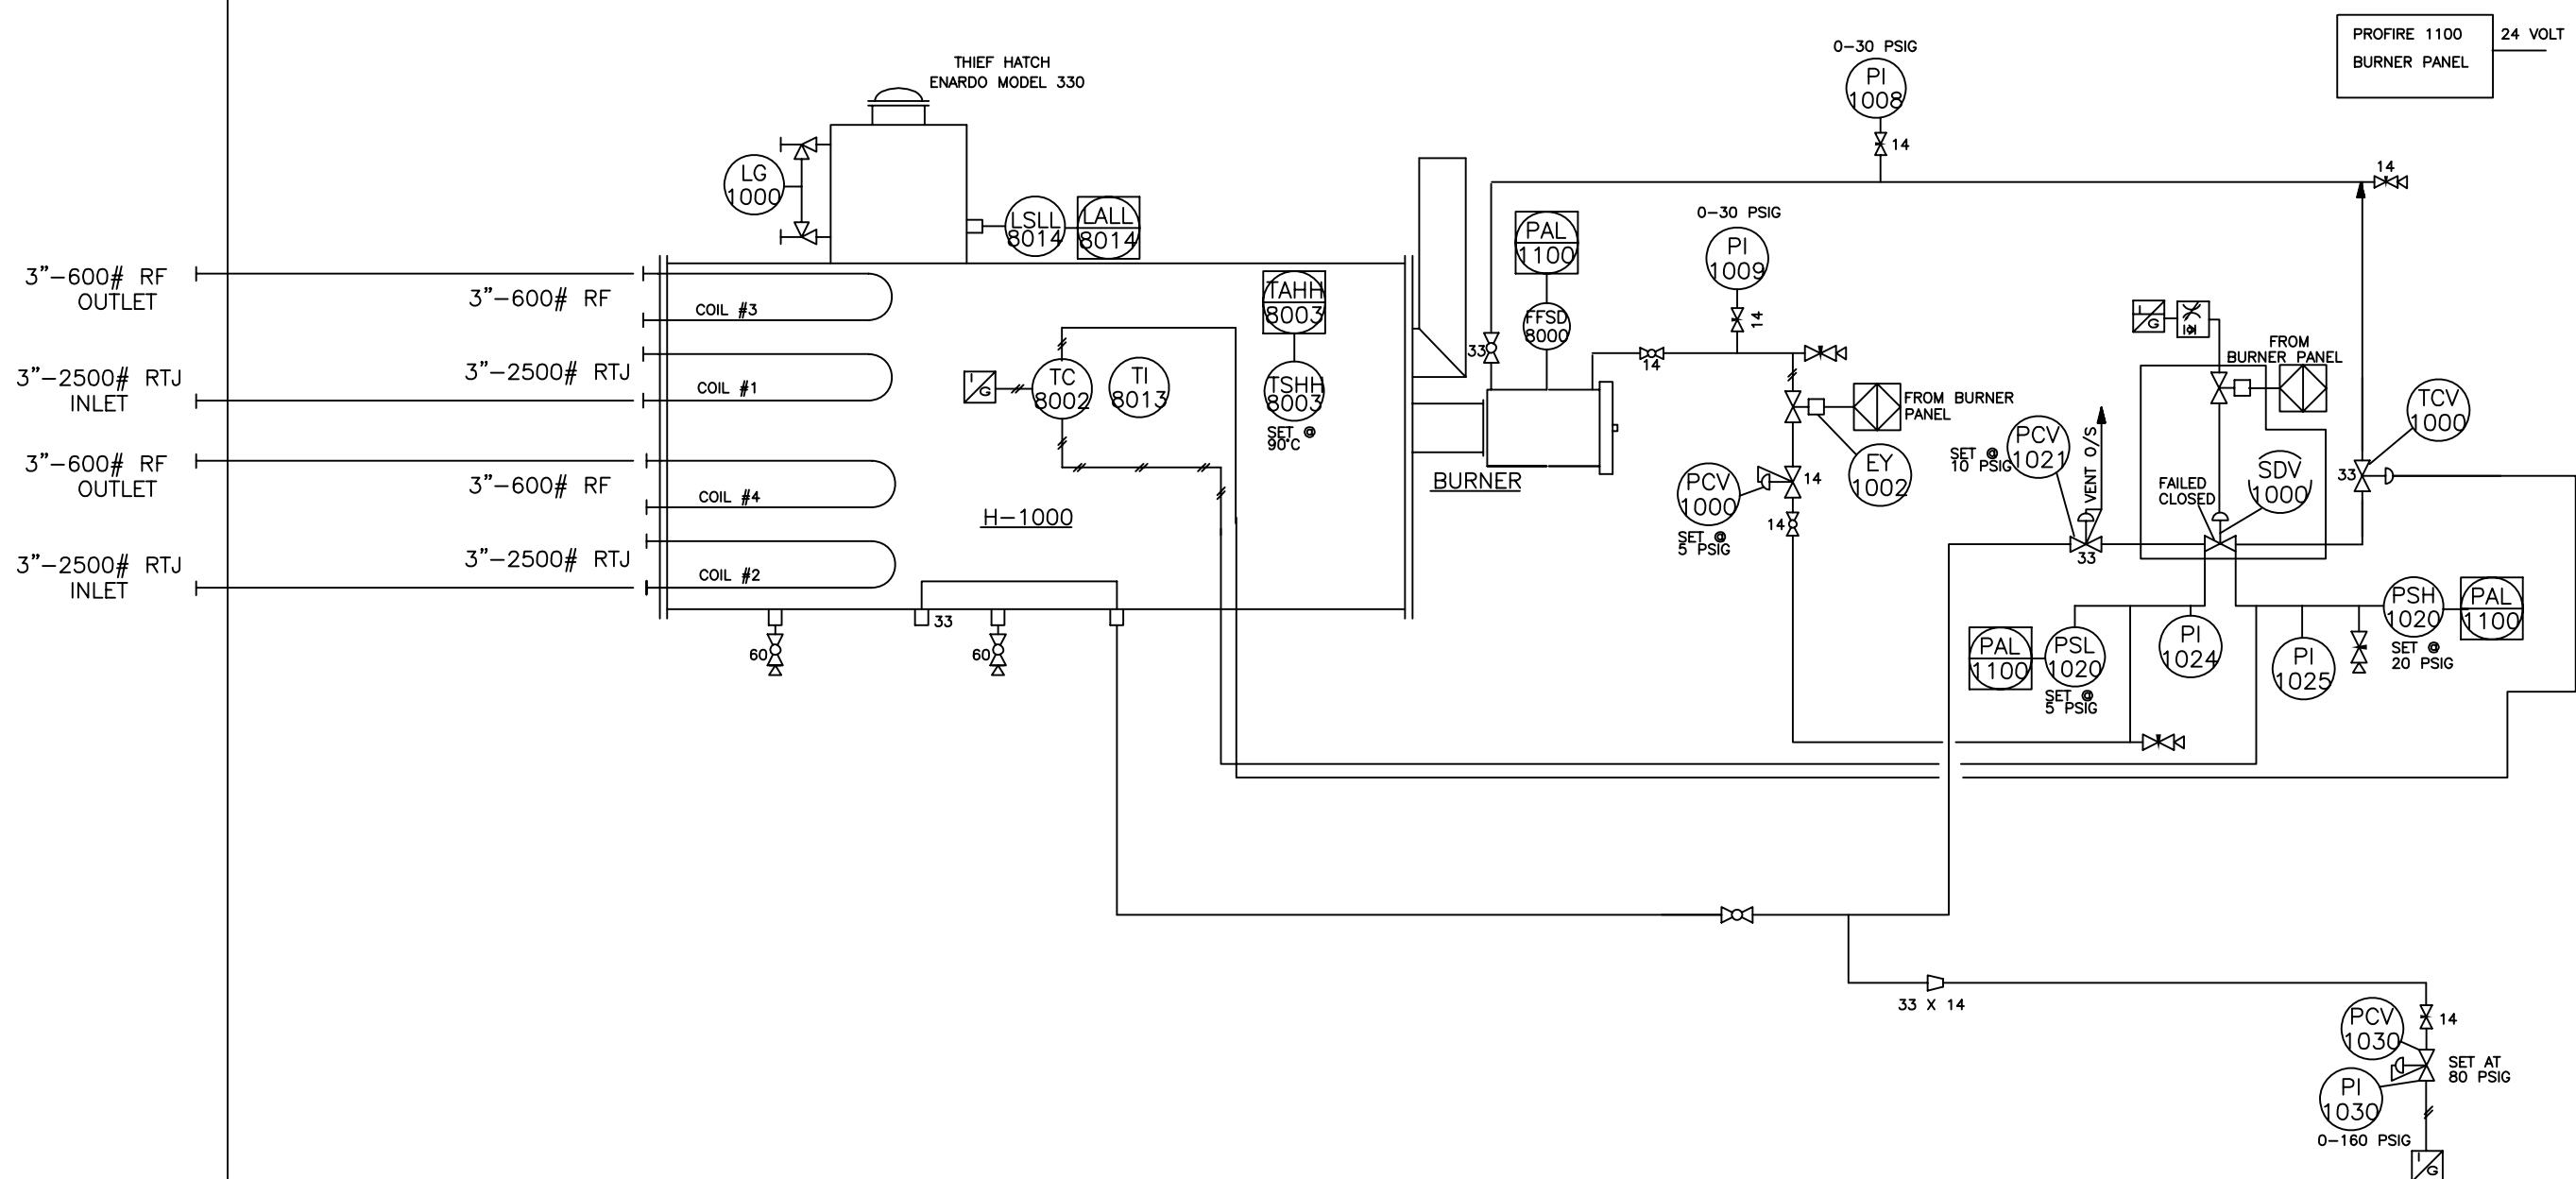 PROFIRE 1100
BURNER PANEL
24 VOLT
THIEF HATCH
ENARDO MODEL 330
0-30 PSIG
PI
1008
14
14
LG
1000
LSLL
8014
LALL
8014
PAL
1100
0-30 PSIG
PI
1009
14
3"-600# RF
OUTLET
3"-600# RF
COIL #3
TAHH
8003
FFSD
8000
33
14
I
G
FROM
BURNER PANEL
3"-2500# RTJ
INLET
3"-2500# RTJ
COIL #1
I
G
TC
8002
TI
8013
TSHH
8003
SET @
90°C
FROM BURNER
PANEL
TCV
1000
3"-600# RF
OUTLET
3"-600# RF
COIL #4
H-1000
BURNER
PCV
1000
SET @
5 PSIG
14
14
EY
1002
SET @
10 PSIG
PCV
1021
VENT O/S
33
FAILED
CLOSED
SDV
1000
33
3"-2500# RTJ
INLET
3"-2500# RTJ
COIL #2
60
33
60
PAL
1100
PSL
1020
SET @
5 PSIG
PI
1024
PI
1025
PSH
1020
SET @
20 PSIG
PAL
1100
33 X 14
PCV
1030
14
SET AT
80 PSIG
PI
1030
0-160 PSIG
I
G